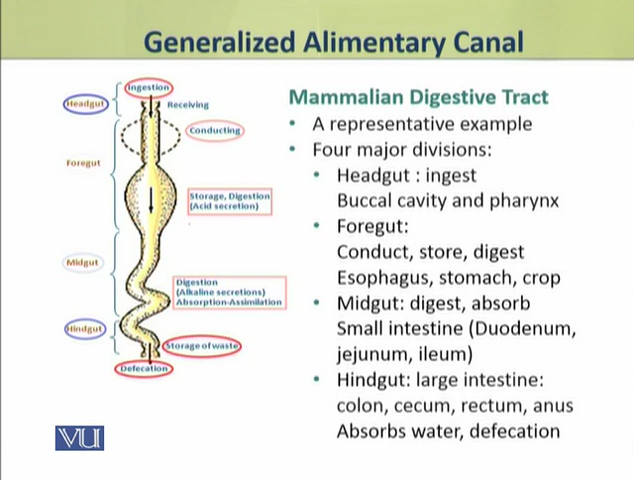 Generalized Alimentary Canal
Ingestion
Headgut
Receiving
Conducting
Foregut
Storage, Digestion
(Acid secretion)
Midgut
Digestion
(Alkaline secretions)
Absorption-Assimilation
Hindgut
Storage of waste
Defecation
VU
Mammalian Digestive Tract
• A representative example
• Four major divisions:
• Headgut : ingest
Buccal cavity and pharynx
• Foregut:
Conduct, store, digest
Esophagus, stomach, crop
• Midgut: digest, absorb
Small intestine (Duodenum,
jejunum, ileum)
• Hindgut: large intestine:
colon, cecum, rectum, anus
Absorbs water, defecation